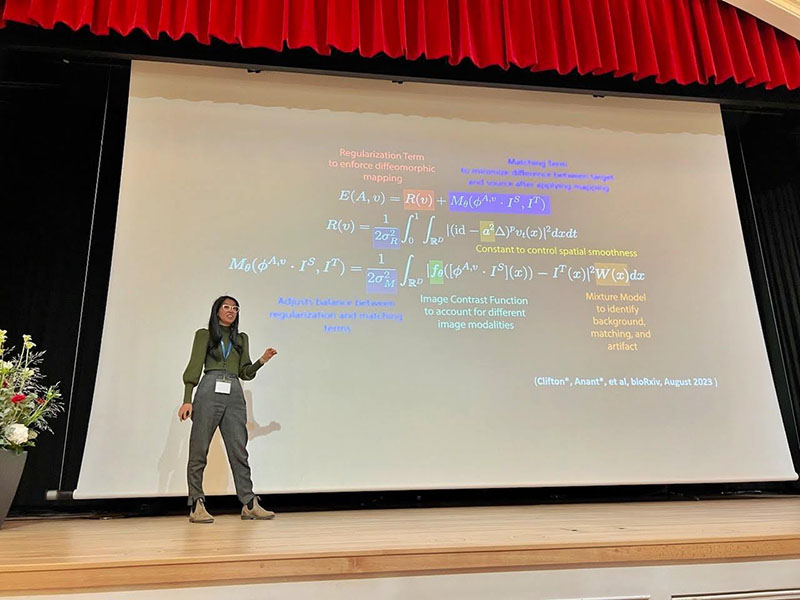 Regularization Term
to enforce diffeomorphic
mapping
Matching Term
to minimize difference between target
and source after applying mapping
E(A, v) = R(v) + M_θ(ϕ^{A,v} · I^S, I^T)
R(v) = \frac{1}{2σ_R^2} ∫_0^1 ∫_{ℝ^D} |(id − a^2Δ)^p v_t(x)|^2 dxdt
Constant to control spatial smoothness
M_θ(ϕ^{A,v} · I^S, I^T) = \frac{1}{2σ_M^2} ∫_{ℝ^D} |f_θ([ϕ^{A,v} · I^S](x)) − I^T(x)|^2 W(x)dx
Adjusts balance between
regularization and matching
terms
Image Contrast Function
to account for different
image modalities
Mixture Model
to identify
background,
matching, and
artifact
(Clifton*, Anant*, et al, bioRxiv, August 2023 )